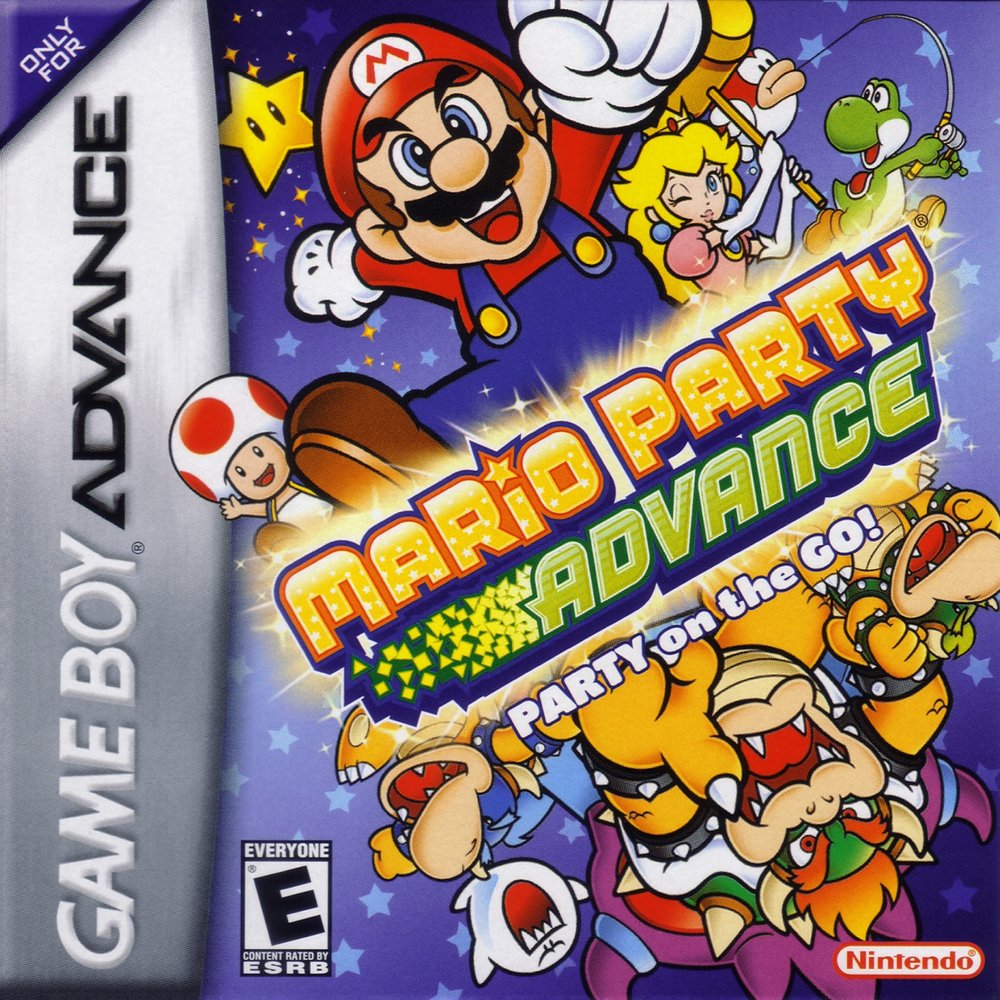 ONLY
FOR
GAME BOY ADVANCE
®
M
MARIO PARTY®
ADVANCE
PARTY on the GO!
EVERYONE
®
E
CONTENT RATED BY
ESRB
Nintendo®